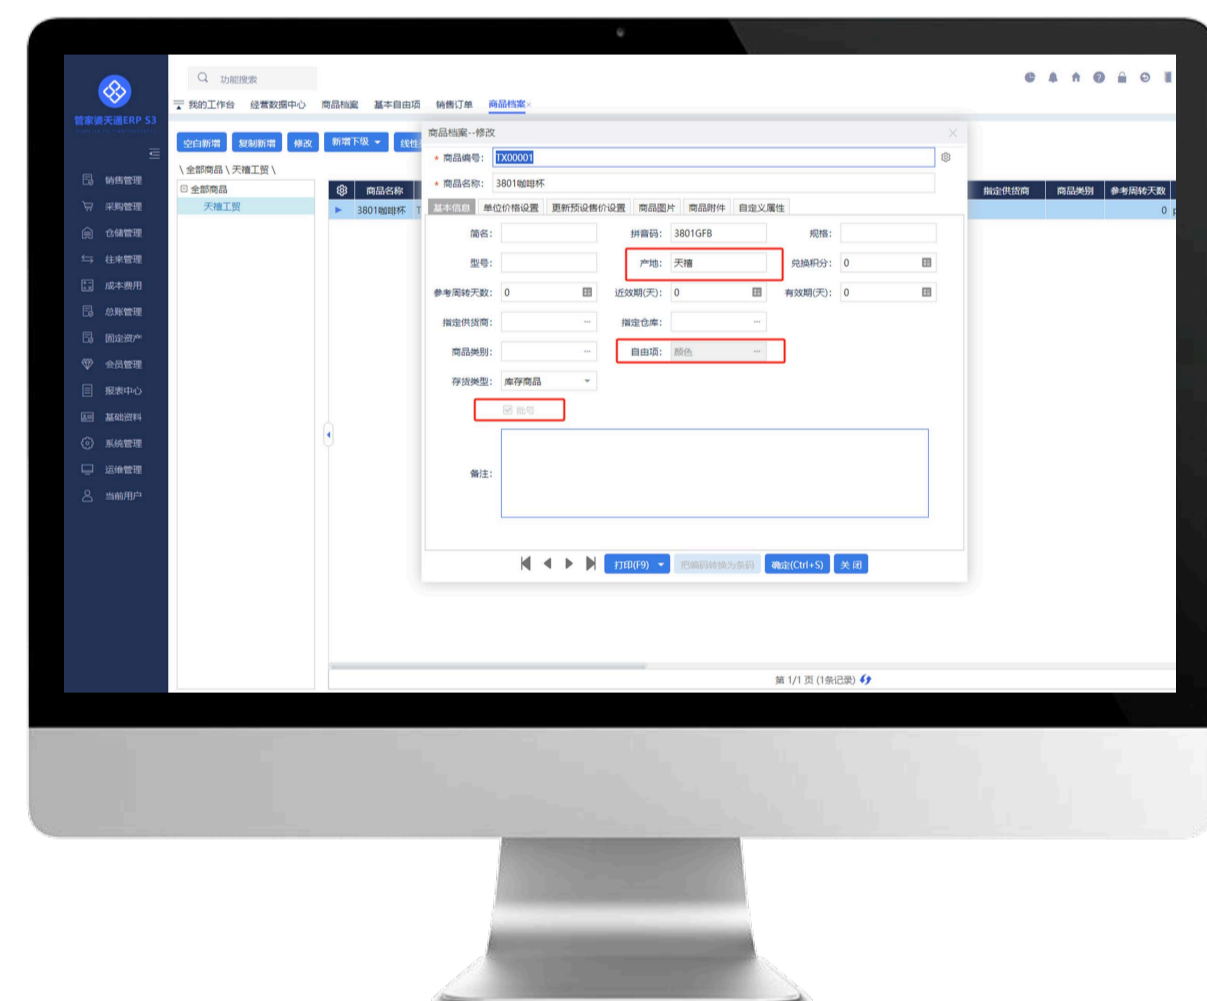 功能搜索
管家婆天通ERP S3
我的工作台 经营数据中心 商品档案 基本自由项 销售订单 商品档案×
空白新增 复制新增 修改 新增下级
\ 全部商品 \ 天禧工贸 \
全部商品
天禧工贸
销售管理
采购管理
仓储管理
往来管理
成本费用
总账管理
固定资产
会员管理
报表中心
基础资料
系统管理
运维管理
当前用户
商品名称 指定供货商 商品类别 参考周转天数
3801咖啡杯 T 0
商品档案--修改
* 商品编号: TX00001
* 商品名称: 3801咖啡杯
基本信息 单位价格设置 更新预设售价设置 商品图片 商品附件 自定义属性
简名: 拼音码: 3801GFB 规格:
型号: 产地: 天禧 兑换积分: 0
参考周转天数: 0 近效期(天): 0 有效期(天): 0
指定供货商: 指定仓库:
商品类别: 自由项: 颜色
存货类型: 库存商品
批号
备注:
打印(F9) 把编码转换为条码 确定(Ctrl+S) 关闭
第 1/1 页 (1条记录)